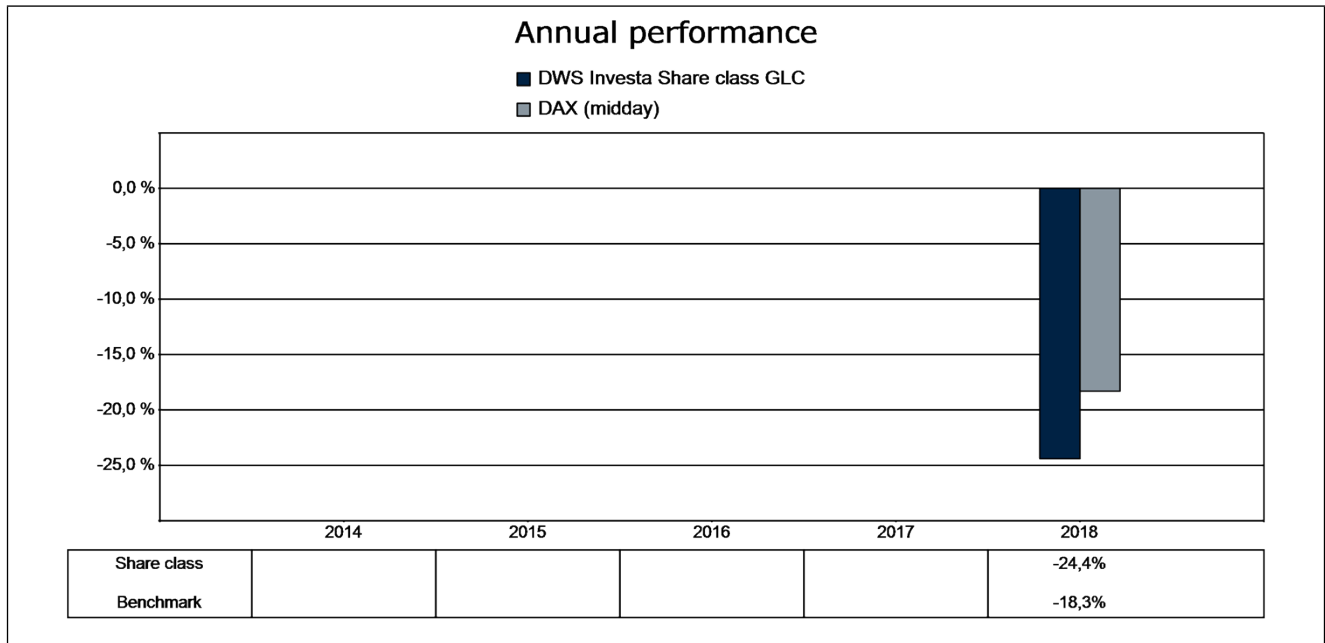 Annual performance
DWS Investa Share class GLC
DAX (midday)
0,0 %
-5,0 %
-10,0 %
-15,0 %
-20,0 %
-25,0 %
2014 2015 2016 2017 2018
Share class -24,4%
Benchmark -18,3%